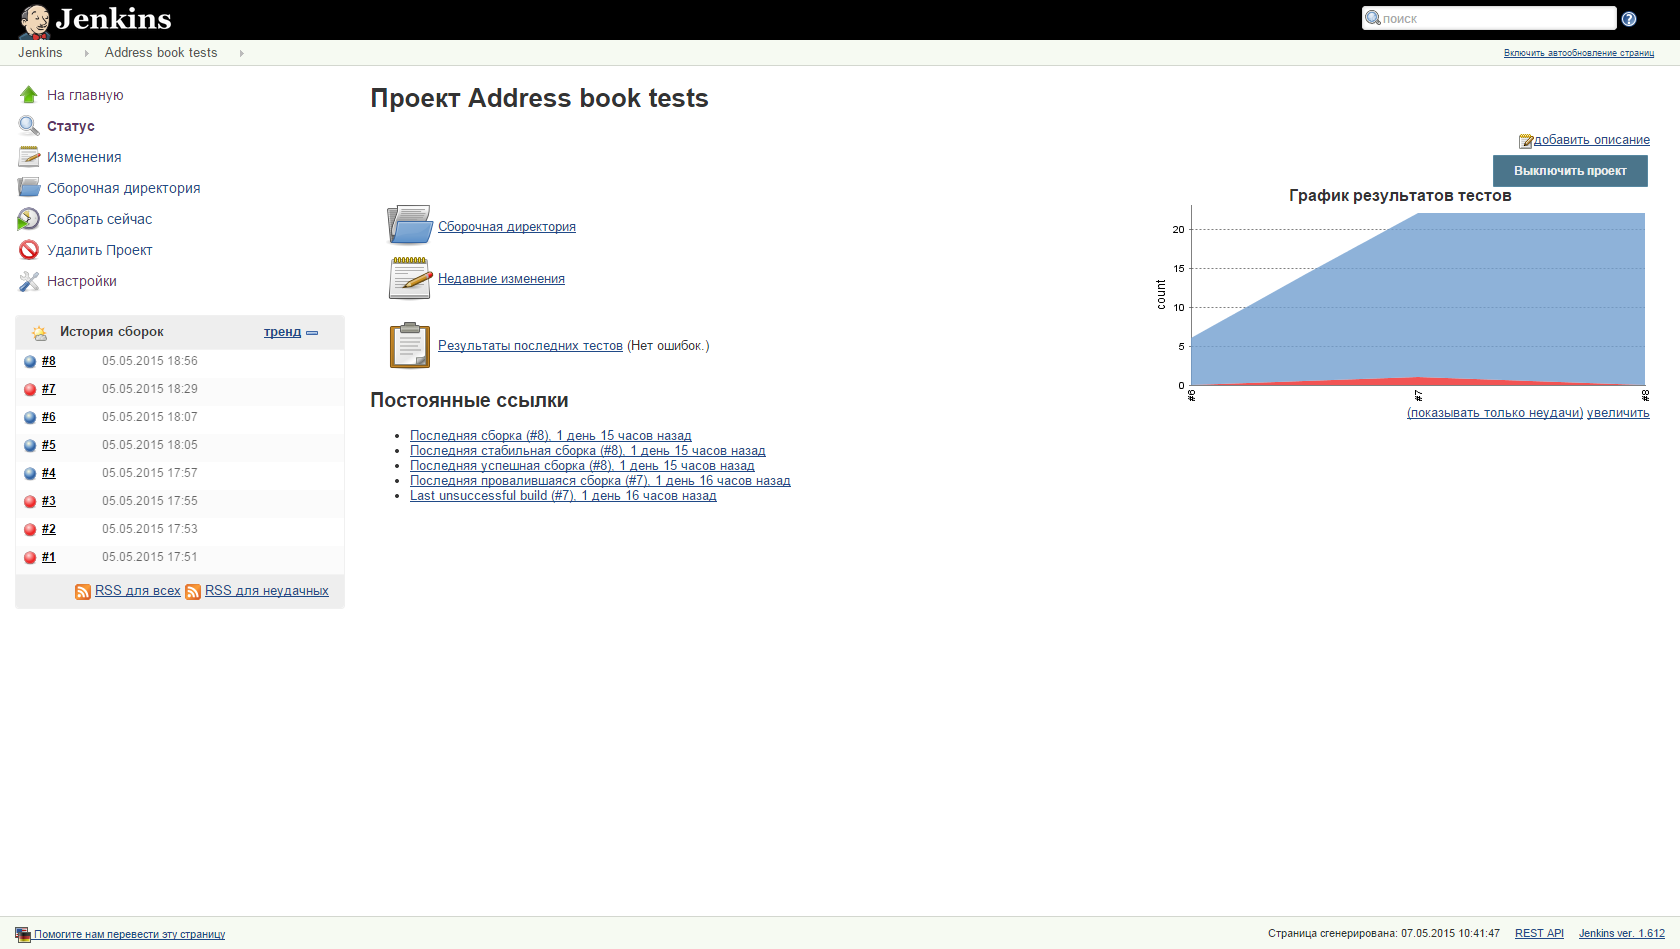 Jenkins
поиск
Jenkins Address book tests
Включить автообновление страниц
На главную
Статус
Изменения
Сборочная директория
Собрать сейчас
Удалить Проект
Настройки
История сборок тренд
#8 05.05.2015 18:56
#7 05.05.2015 18:29
#6 05.05.2015 18:07
#5 05.05.2015 18:05
#4 05.05.2015 17:57
#3 05.05.2015 17:55
#2 05.05.2015 17:53
#1 05.05.2015 17:51
RSS для всех RSS для неудачных
Проект Address book tests
добавить описание
Выключить проект
Сборочная директория
Недавние изменения
Результаты последних тестов (Нет ошибок.)
График результатов тестов
count
20
15
10
5
0
#6 #7 #8
(показывать только неудачи) увеличить
Постоянные ссылки
Последняя сборка (#8), 1 день 15 часов назад
Последняя стабильная сборка (#8), 1 день 15 часов назад
Последняя успешная сборка (#8), 1 день 15 часов назад
Последняя провалившаяся сборка (#7), 1 день 16 часов назад
Last unsuccessful build (#7), 1 день 16 часов назад
Помогите нам перевести эту страницу
Страница сгенерирована: 07.05.2015 10:41:47 REST API Jenkins ver. 1.612